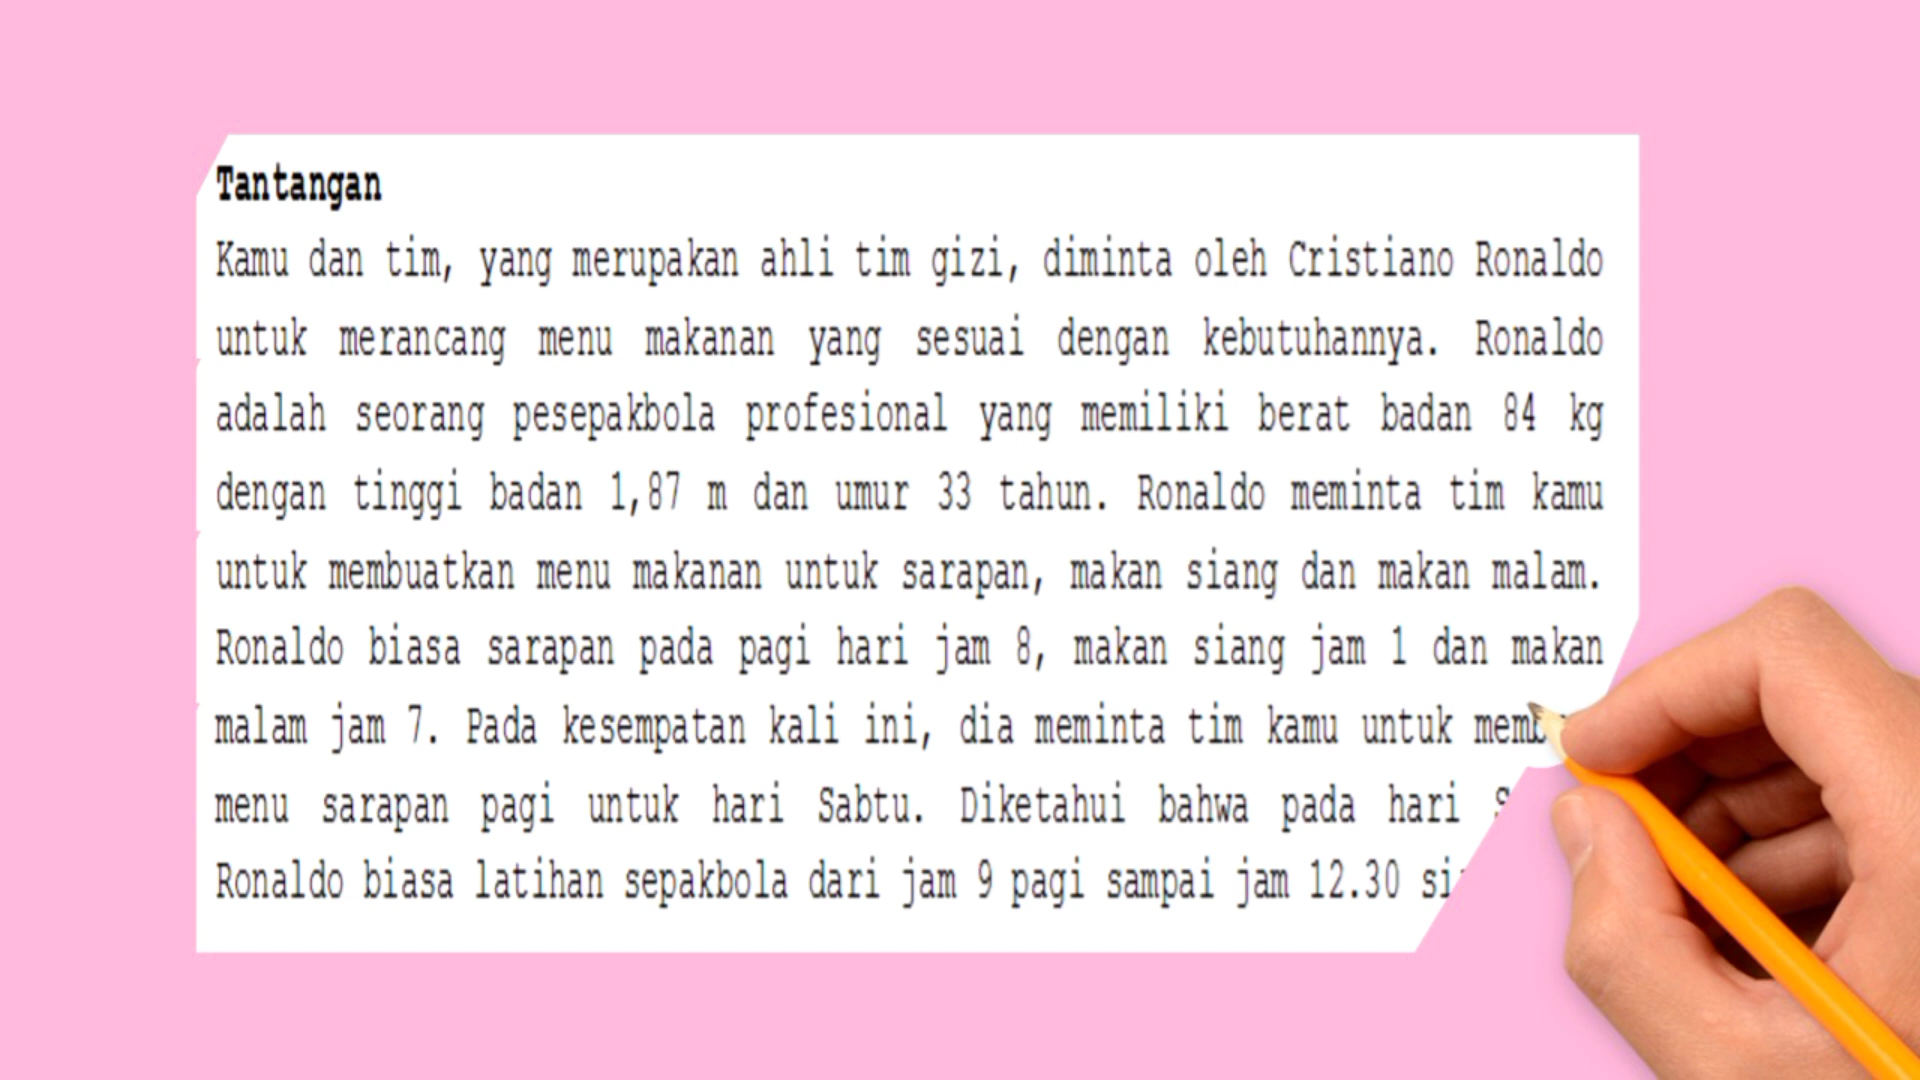 Tantangan
Kamu dan tim, yang merupakan ahli tim gizi, diminta oleh Cristiano Ronaldo
untuk merancang menu makanan yang sesuai dengan kebutuhannya. Ronaldo
adalah seorang pesepakbola profesional yang memiliki berat badan 84 kg
dengan tinggi badan 1,87 m dan umur 33 tahun. Ronaldo meminta tim kamu
untuk membuatkan menu makanan untuk sarapan, makan siang dan makan malam.
Ronaldo biasa sarapan pada pagi hari jam 8, makan siang jam 1 dan makan
malam jam 7. Pada kesempatan kali ini, dia meminta tim kamu untuk
menu sarapan pagi untuk hari Sabtu. Diketahui bahwa pada hari
Ronaldo biasa latihan sepakbola dari jam 9 pagi sampai jam 12.30